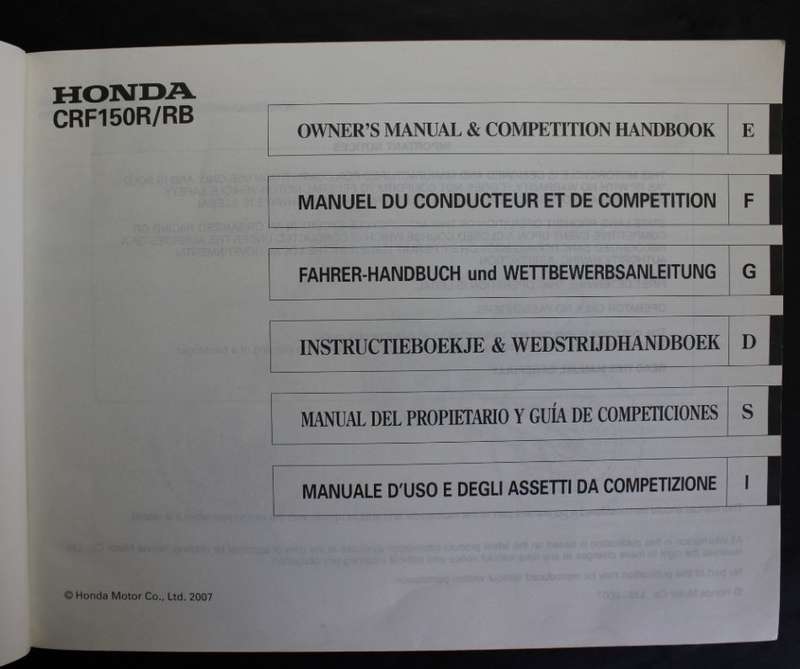 HONDA
CRF150R/RB
OWNER'S MANUAL & COMPETITION HANDBOOK E
MANUEL DU CONDUCTEUR ET DE COMPETITION F
FAHRER-HANDBUCH und WETTBEWERBSANLEITUNG G
INSTRUCTIEBOEKJE & WEDSTRIJDHANDBOEK D
MANUAL DEL PROPIETARIO Y GUÍA DE COMPETICIONES S
MANUALE D'USO E DEGLI ASSETTI DA COMPETIZIONE I
© Honda Motor Co., Ltd. 2007